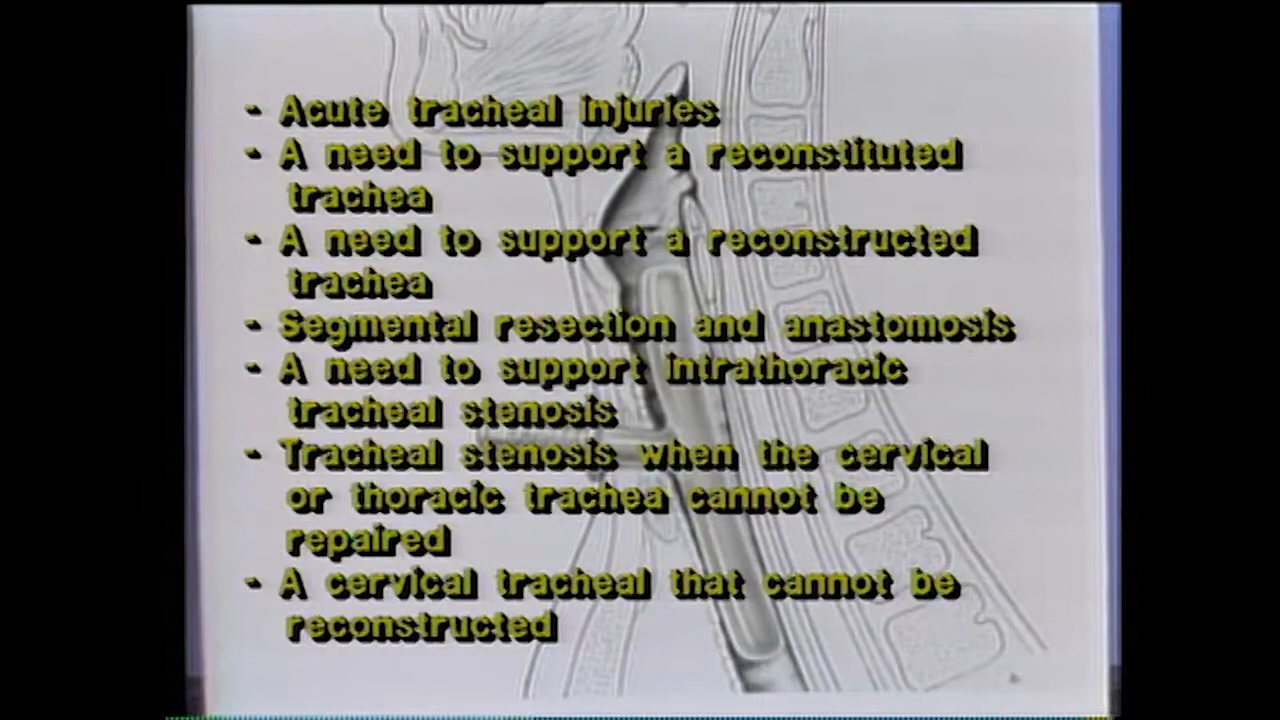 - Acute tracheal injuries
- A need to support a reconstituted
trachea
- A need to support a reconstructed
trachea
- Segmental resection and anastomosis
- A need to support intrathoracic
tracheal stenosis
- Tracheal stenosis when the cervical
or thoracic trachea cannot be
repaired
- A cervical tracheal that cannot be
reconstructed